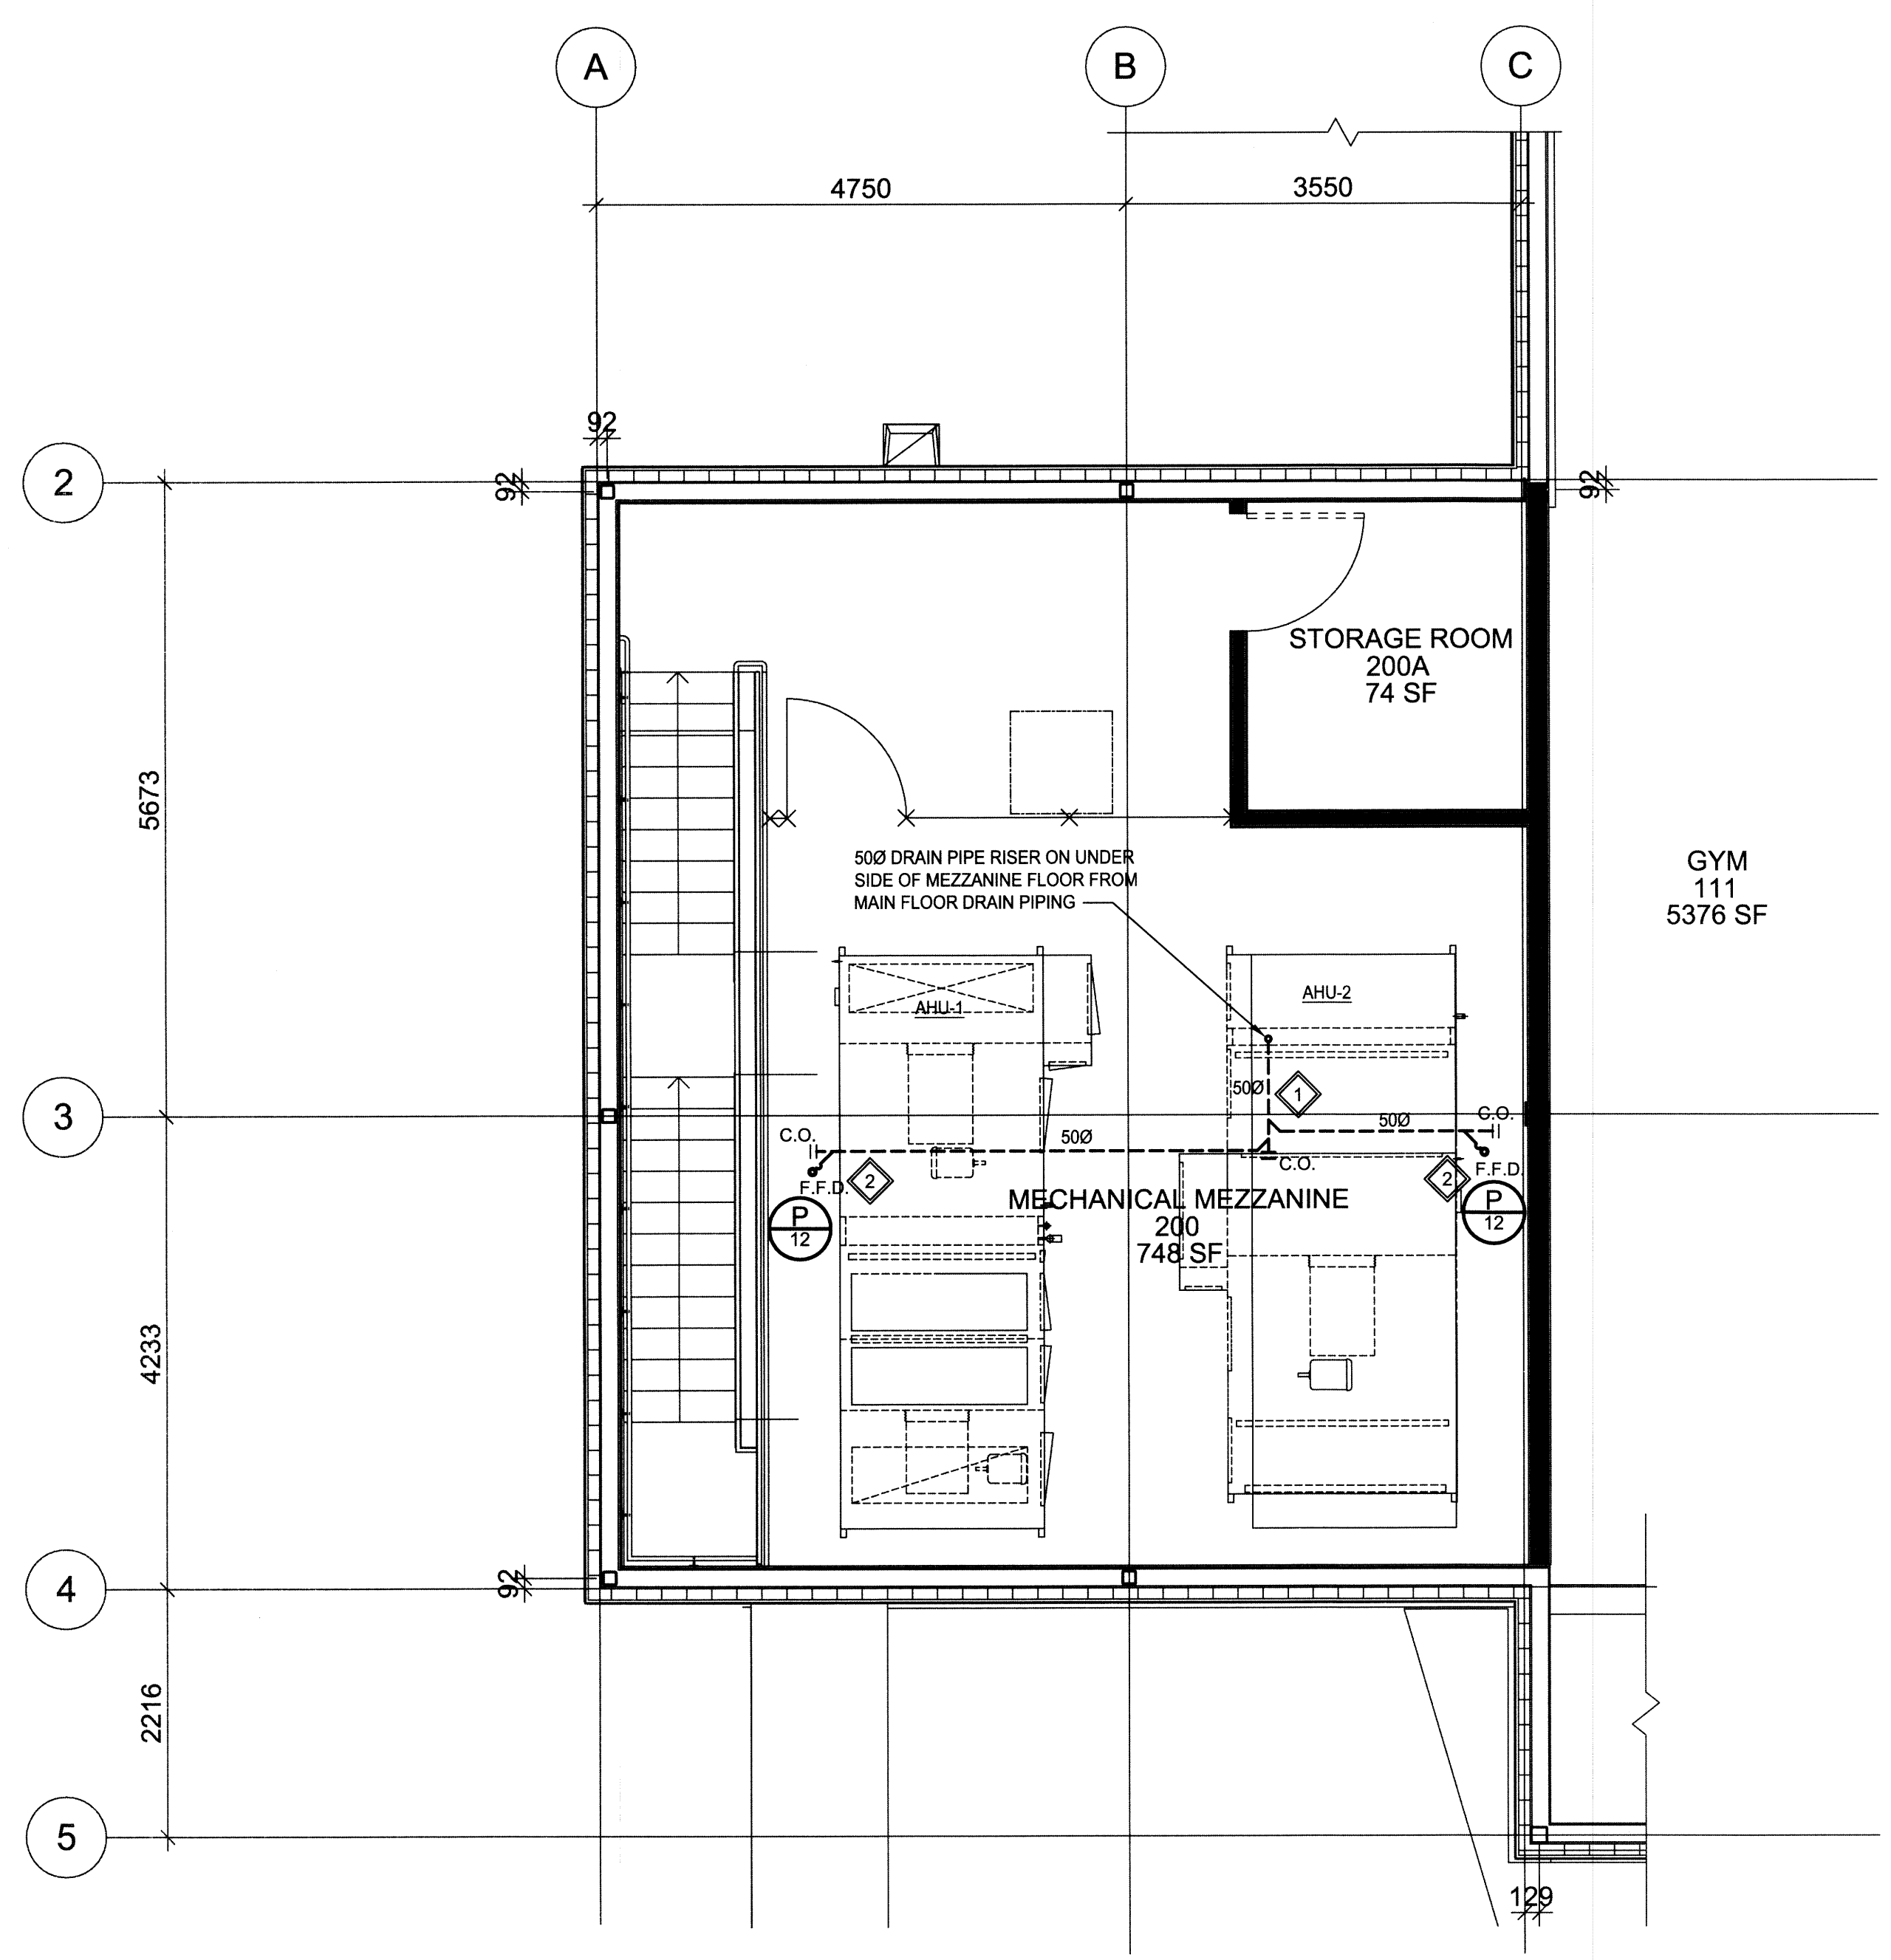 A
B
C
4750
3550
92
2
92
92
STORAGE ROOM
200A
74 SF
5673
50Ø DRAIN PIPE RISER ON UNDER
SIDE OF MEZZANINE FLOOR FROM
MAIN FLOOR DRAIN PIPING
GYM
111
5376 SF
AHU-1
AHU-2
50Ø
1
3
C.O.
50Ø
C.O.
50Ø
C.O.
F.F.D.
2
2
F.F.D.
MECHANICAL MEZZANINE
200
748 SF
P
12
P
12
4233
4
92
2216
5
129